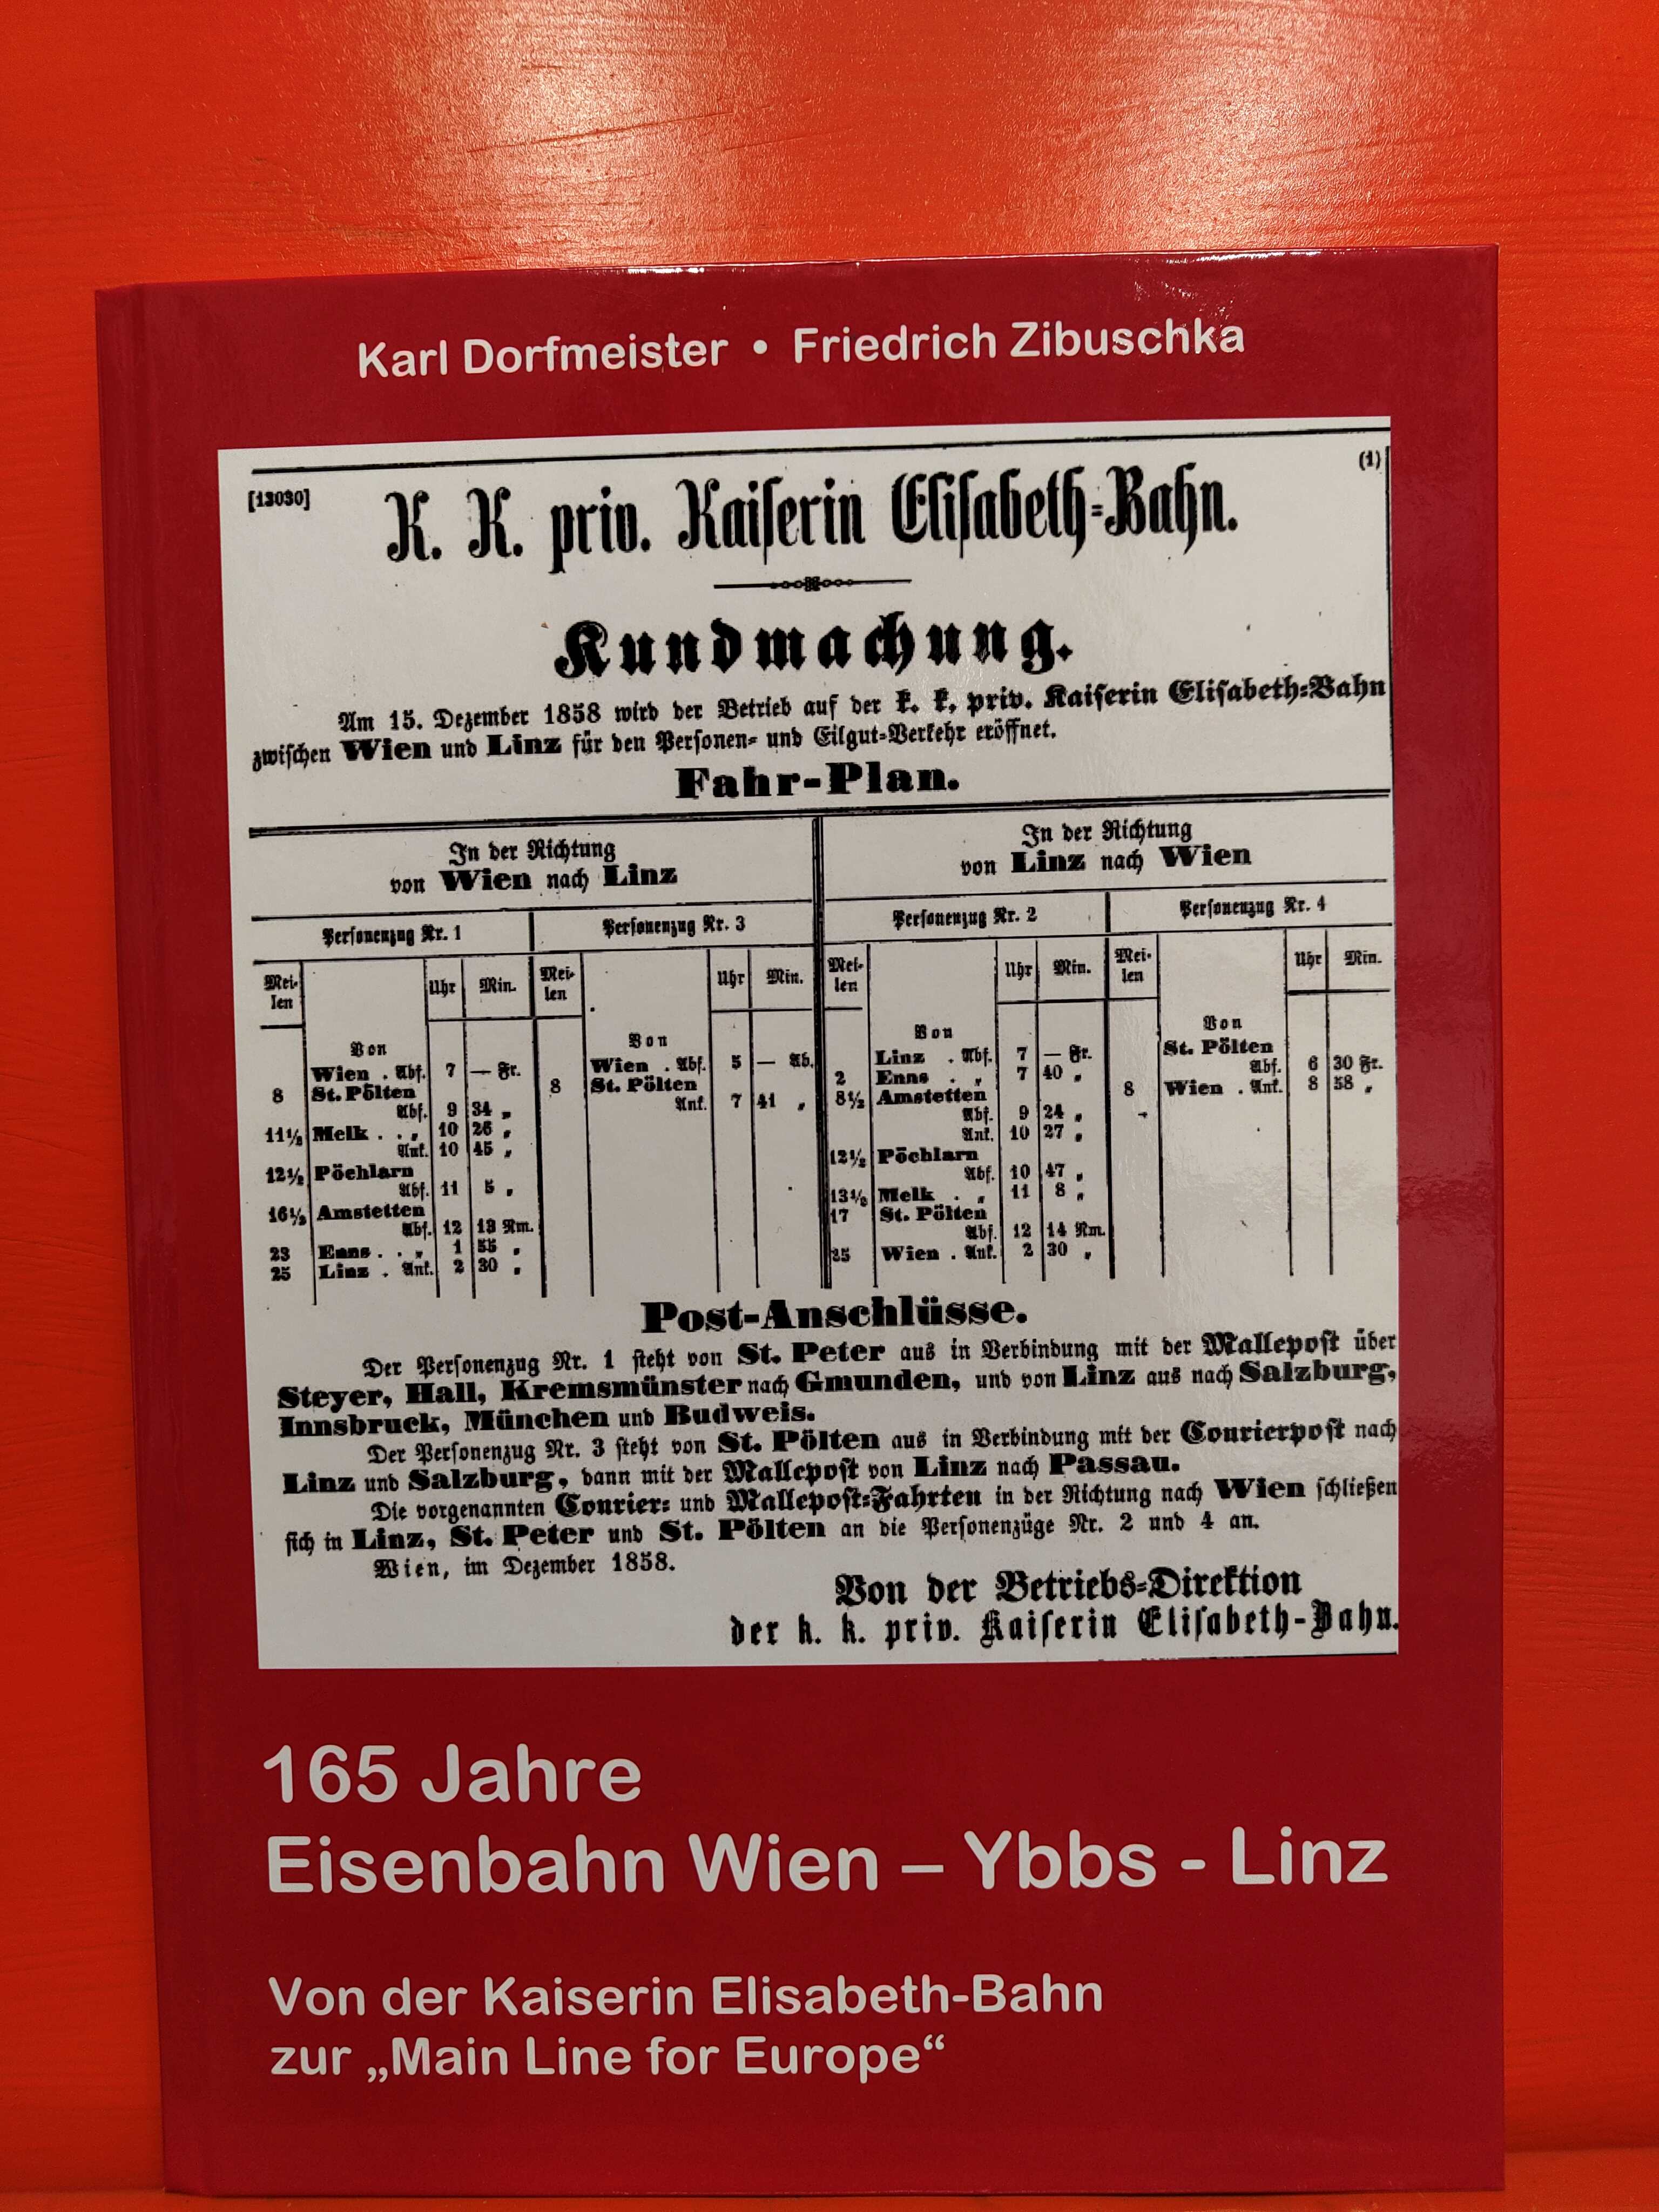 Karl Dorfmeister • Friedrich Zibuschka
[13030] (1)
K. K. priv. Kaiserin Elisabeth-Bahn.
Kundmachung.
Am 15. Dezember 1858 wird der Betrieb auf der k. k. priv. Kaiserin Elisabeth-Bahn
zwischen Wien und Linz für den Personen- und Eilgut-Verkehr eröffnet.
Fahr-Plan.
In der Richtung
von Wien nach Linz
Personenzug Nr. 1
Mei-
len
Uhr Min.
Von
Wien . Abf. 7 — Fr.
8 St. Pölten
Abf. 9 34 „
11½ Melk . . „ 10 26 „
Ank. 10 45 „
12½ Pöchlarn
Abf. 11 5 „
Amstetten
Abf. 12 Nm.
23 Enns . . „ 1 55 „
25 Linz . Ank. 2 30 „
Personenzug Nr. 3
Mei-
len
Uhr Min.
Von
Wien . Abf. 5 — Ab.
8 St. Pölten
Ank. 7 41 „
In der Richtung
von Linz nach Wien
Personenzug Nr. 2
Mei-
len
Uhr Min.
Von
Linz . Abf. 7 — Fr.
2 Enns . „ 7 40 „
8½ Amstetten
Abf. 9 24 „
Ank. 10 27 „
12½ Pöchlarn
Abf. 10 47 „
Melk . „ 11 8 „
17 St. Pölten
Abf. 12 14 Nm.
25 Wien . Ank. 2 30 „
Personenzug Nr. 4
Mei-
len
Uhr Min.
Von
St. Pölten
Abf. 6 30 Fr.
8 Wien . Ank. 8 58 „
Post-Anschlüsse.
Der Personenzug Nr. 1 steht von St. Peter aus in Verbindung mit der Mallepost über
Steyer, Hall, Kremsmünster nach Gmunden, und von Linz aus nach Salzburg,
Innsbruck, München und Budweis.
Der Personenzug Nr. 3 steht von St. Pölten aus in Verbindung mit der Courierpost nach
Linz und Salzburg, dann mit der Mallepost von Linz nach Passau.
Die vorgenannten Courier- und Mallepost-Fahrten in der Richtung nach Wien schließen
sich in Linz, St. Peter und St. Pölten an die Personenzüge Nr. 2 und 4 an.
Wien, im Dezember 1858.
Von der Betriebs-Direktion
der k. k. priv. Kaiserin Elisabeth-Bahn.
165 Jahre
Eisenbahn Wien – Ybbs - Linz
Von der Kaiserin Elisabeth-Bahn
zur „Main Line for Europe“